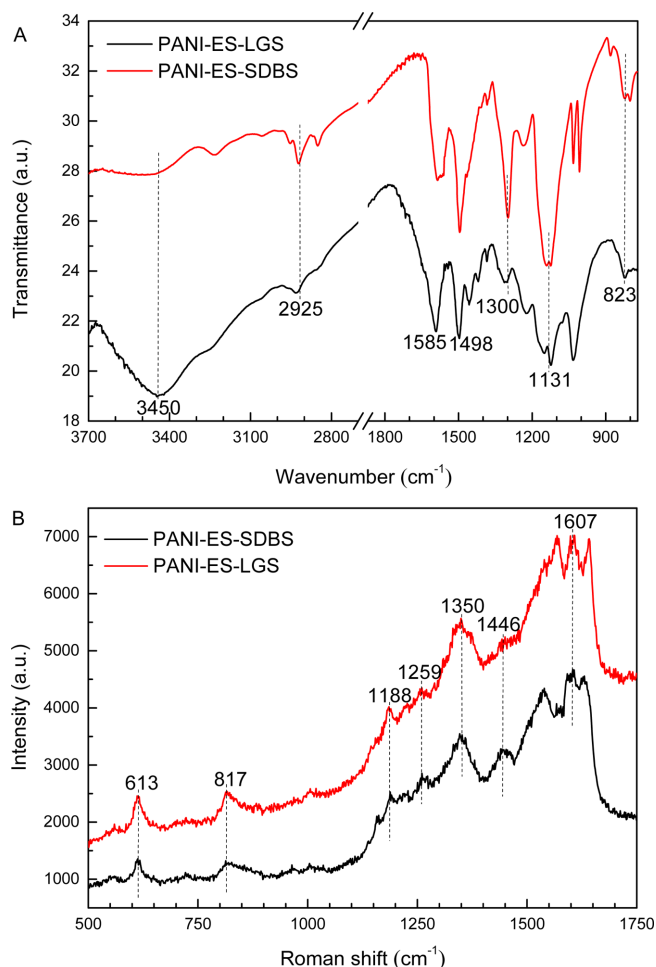 A
PANI-ES-LGS
PANI-ES-SDBS
34
32
30
28
26
24
22
20
18
Transmittance (a.u.)
2925
1300
823
1585
1498
1131
3450
3700 3400 3100 2800 1800 1500 1200 900
Wavenumber (cm⁻¹)
B
PANI-ES-SDBS
PANI-ES-LGS
7000
6000
5000
4000
3000
2000
1000
Intensity (a.u.)
1607
1350
1446
1259
1188
613
817
500 750 1000 1250 1500 1750
Roman shift (cm⁻¹)